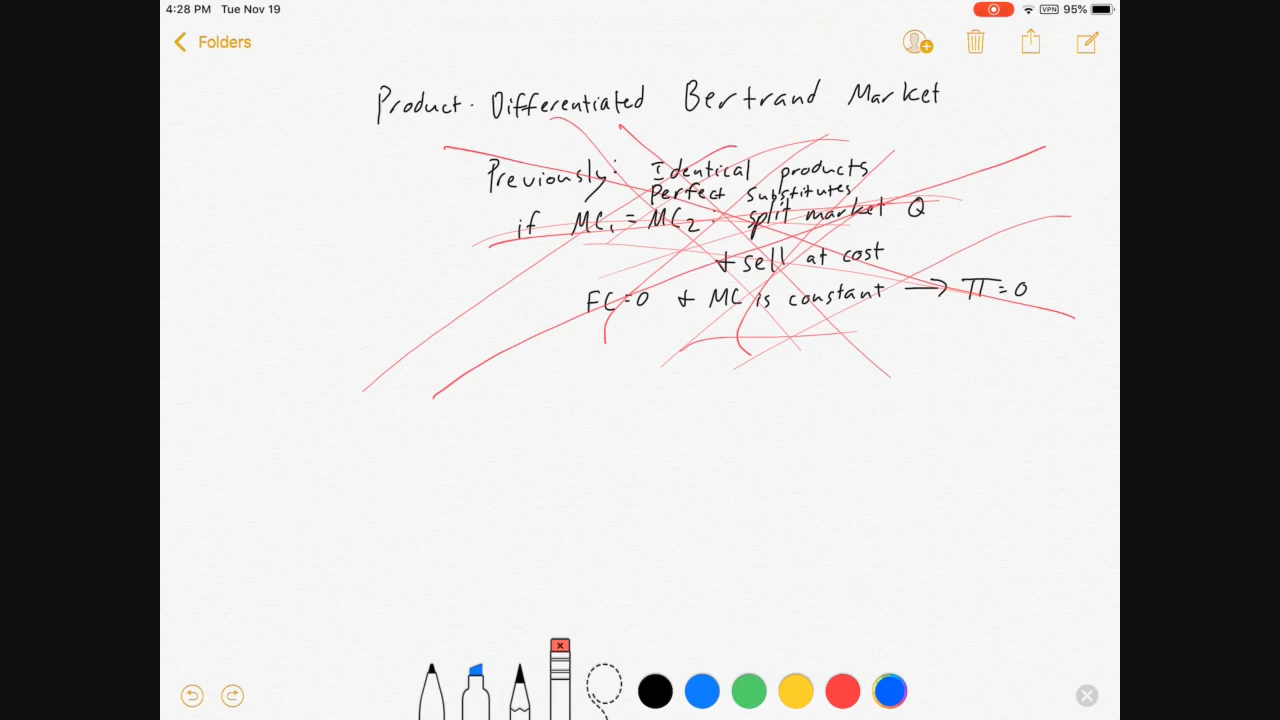 4:28 PM Tue Nov 19
VPN 95%
Folders
Product-Differentiated Bertrand Market
Previously: Identical products
Perfect Substitutes
if MC₁ = MC₂. split market Q
+ sell at cost
FC=0 + MC is constant → π=0